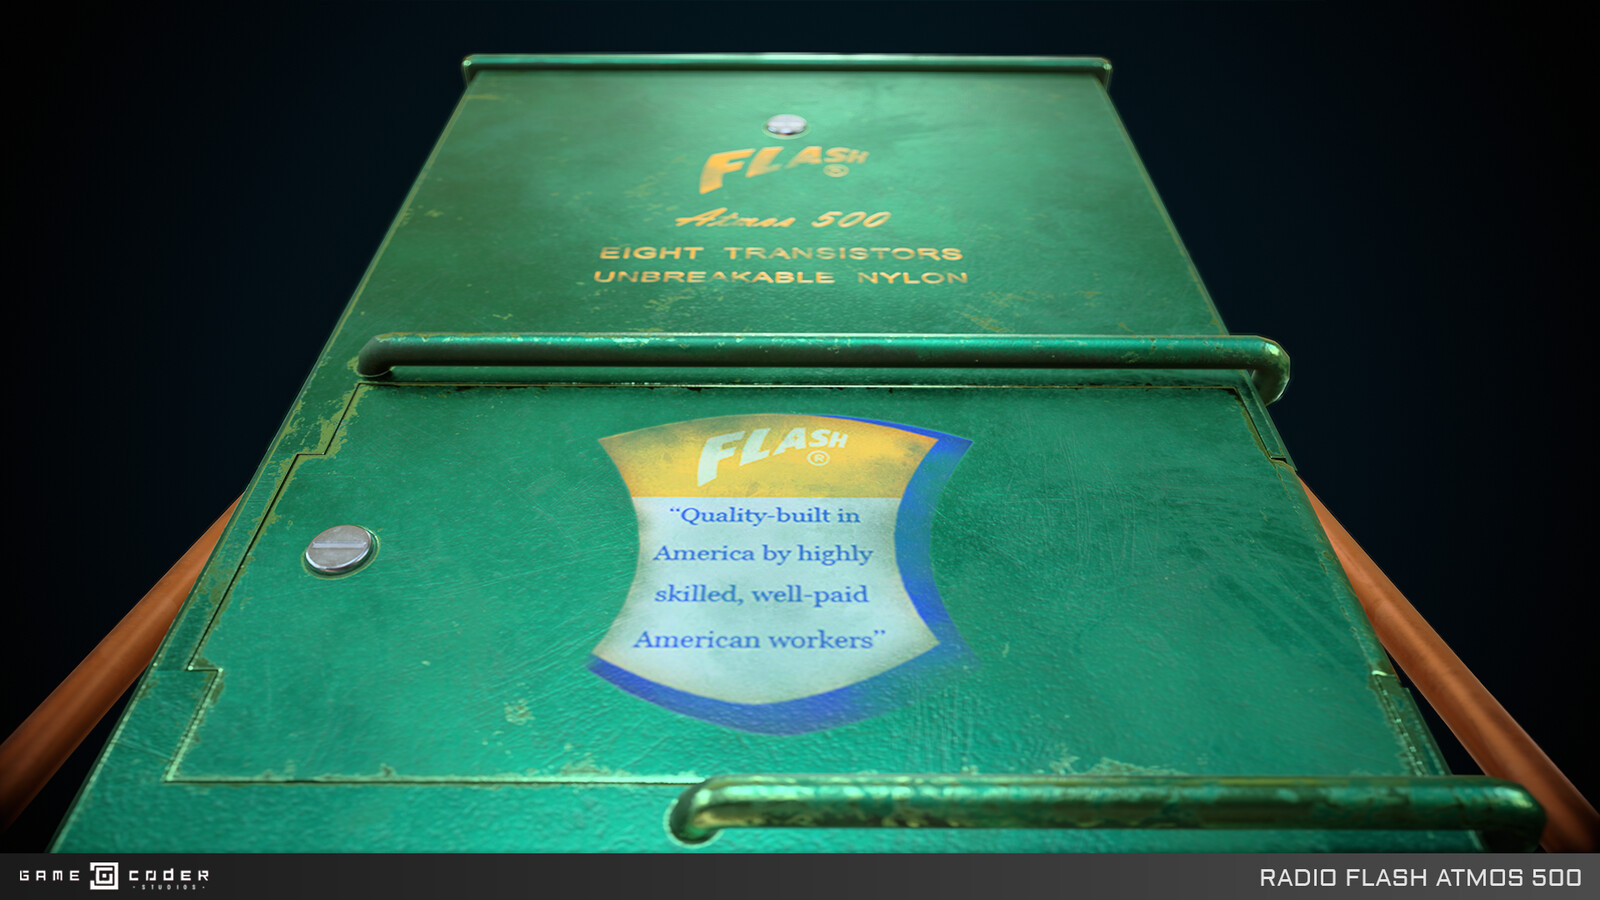 FLASH
®
Atmos 500
EIGHT TRANSISTORS
UNBREAKABLE NYLON
FLASH
®
“Quality-built in
America by highly
skilled, well-paid
American workers”
GAME CODER
- STUDIOS -
RADIO FLASH ATMOS 500